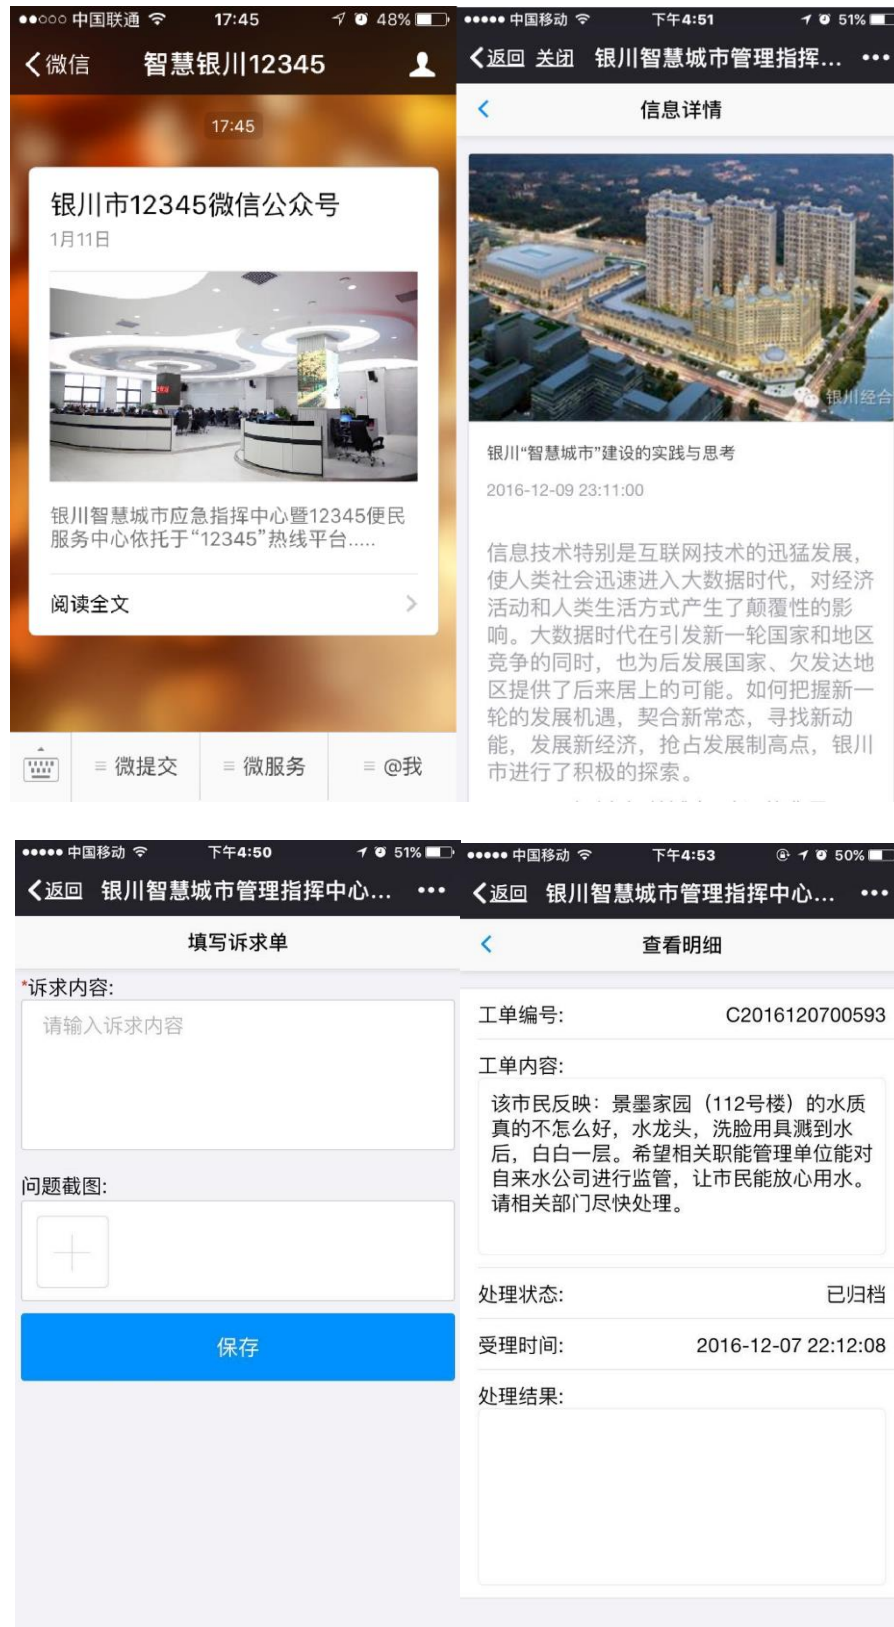 中国联通 17:45 48%
微信 智慧银川12345
17:45
银川市12345微信公众号
1月11日
银川智慧城市应急指挥中心暨12345便民
服务中心依托于“12345”热线平台.....
阅读全文
微提交 微服务 @我
中国移动 下午4:51 51%
返回 关闭 银川智慧城市管理指挥... •••
信息详情
银川经合
银川“智慧城市”建设的实践与思考
2016-12-09 23:11:00
信息技术特别是互联网技术的迅猛发展,
使人类社会迅速进入大数据时代，对经济
活动和人类生活方式产生了颠覆性的影
响。大数据时代在引发新一轮国家和地区
竞争的同时，也为后发展国家、欠发达地
区提供了后来居上的可能。如何把握新一
轮的发展机遇，契合新常态，寻找新动
能，发展新经济，抢占发展制高点，银川
市进行了积极的探索。
中国移动 下午4:50 51%
返回 银川智慧城市管理指挥中心... •••
填写诉求单
*诉求内容:
请输入诉求内容
问题截图:
保存
中国移动 下午4:53 50%
返回 银川智慧城市管理指挥中心... •••
查看明细
工单编号: C2016120700593
工单内容:
该市民反映：景墨家园（112号楼）的水质
真的不怎么好，水龙头，洗脸用具溅到水
后，白白一层。希望相关职能管理单位能对
自来水公司进行监管，让市民能放心用水。
请相关部门尽快处理。
处理状态: 已归档
受理时间: 2016-12-07 22:12:08
处理结果: